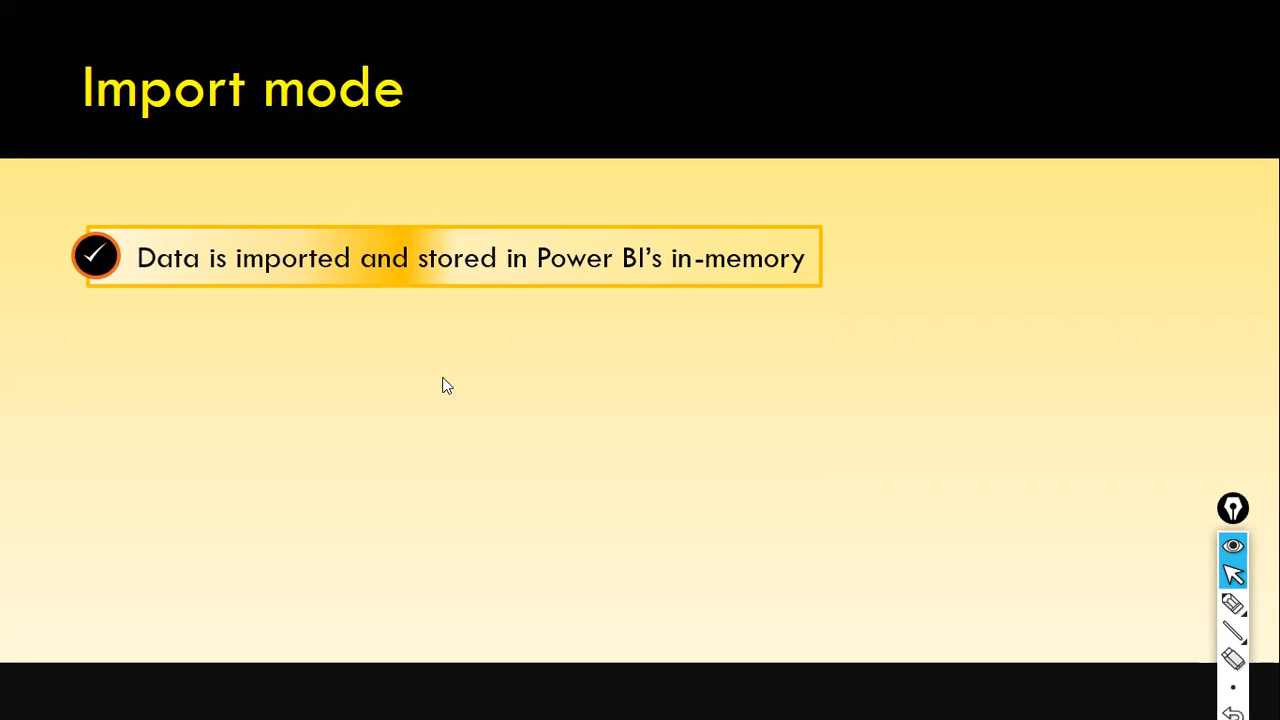 Import mode
Data is imported and stored in Power BI’s in-memory